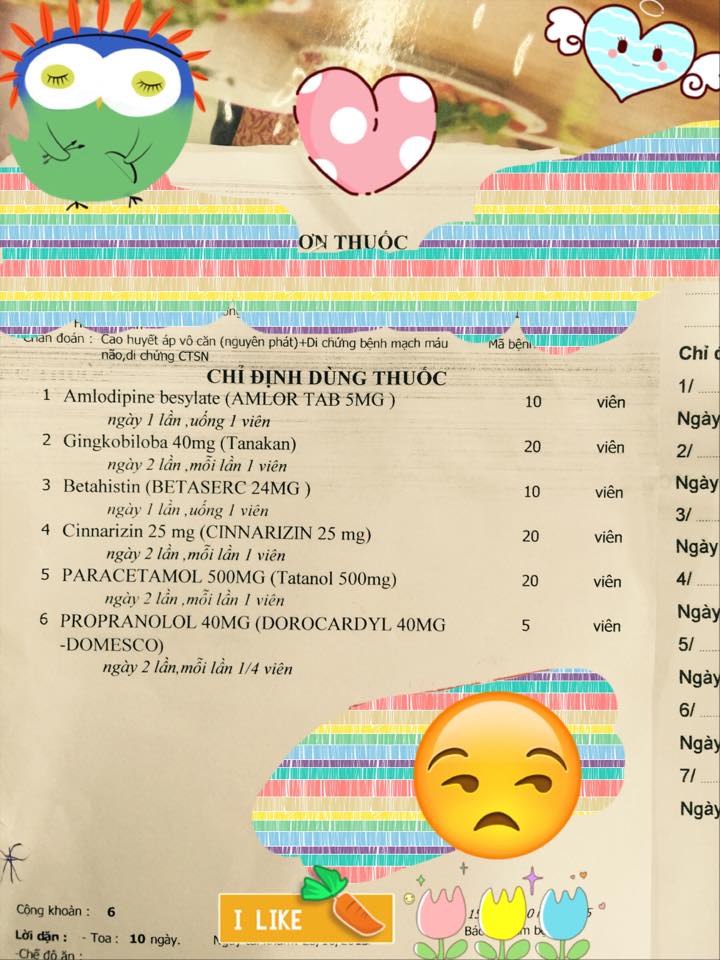 ƠN THUỐC
Chẩn đoán : Cao huyết áp vô căn (nguyên phát)+Di chứng bệnh mạch máu
não,di chứng CTSN
Mã bệnh
CHỈ ĐỊNH DÙNG THUỐC
1 Amlodipine besylate (AMLOR TAB 5MG ) 10 viên
ngày 1 lần ,uống 1 viên
2 Gingkobiloba 40mg (Tanakan) 20 viên
ngày 2 lần ,mỗi lần 1 viên
3 Betahistin (BETASERC 24MG ) 10 viên
ngày 1 lần ,uống 1 viên
4 Cinnarizin 25 mg (CINNARIZIN 25 mg) 20 viên
ngày 2 lần ,mỗi lần 1 viên
5 PARACETAMOL 500MG (Tatanol 500mg) 20 viên
ngày 2 lần ,mỗi lần 1 viên
6 PROPRANOLOL 40MG (DOROCARDYL 40MG 5 viên
-DOMESCO)
ngày 2 lần,mỗi lần 1/4 viên
Công khoản : 6
Lời dặn : - Toa : 10 ngày.
-Chế độ ăn :
I LIKE
Chỉ
1/
Ngày
2/
Ngày
3/
Ngày
4/
Ngày
5/
Ngày
6/
Ngày
7/
Ngày